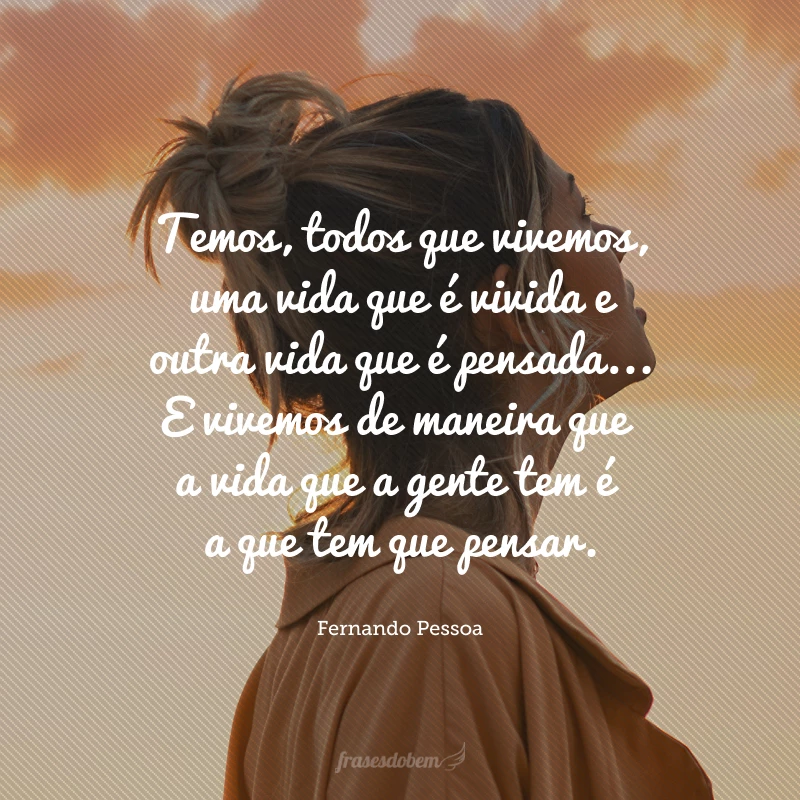 Temos, todos que vivemos,
uma vida que é vivida e
outra vida que é pensada...
E vivemos de maneira que
a vida que a gente tem é
a que tem que pensar.
Fernando Pessoa
frasesdobem